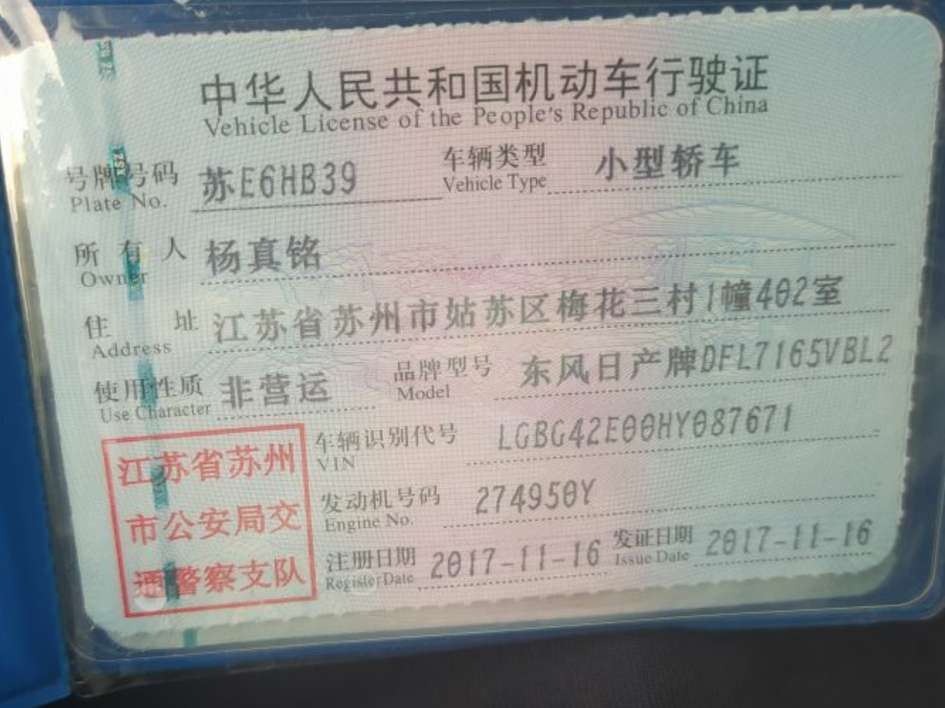 中华人民共和国机动车行驶证
Vehicle License of the People's Republic of China
号牌号码 苏E6HB39 车辆类型 小型轿车
Plate No. Vehicle Type
所有人 杨真铭
Owner
住址 江苏省苏州市姑苏区梅花三村1幢402室
Address
使用性质 非营运 品牌型号 东风日产牌DFL7165VBL2
Use Character Model
江苏省苏州
市公安局交
通警察支队
车辆识别代号 LGBG42E00HY087671
VIN
发动机号码 274950Y
Engine No.
注册日期 2017-11-16 发证日期 2017-11-16
Register Date Issue Date